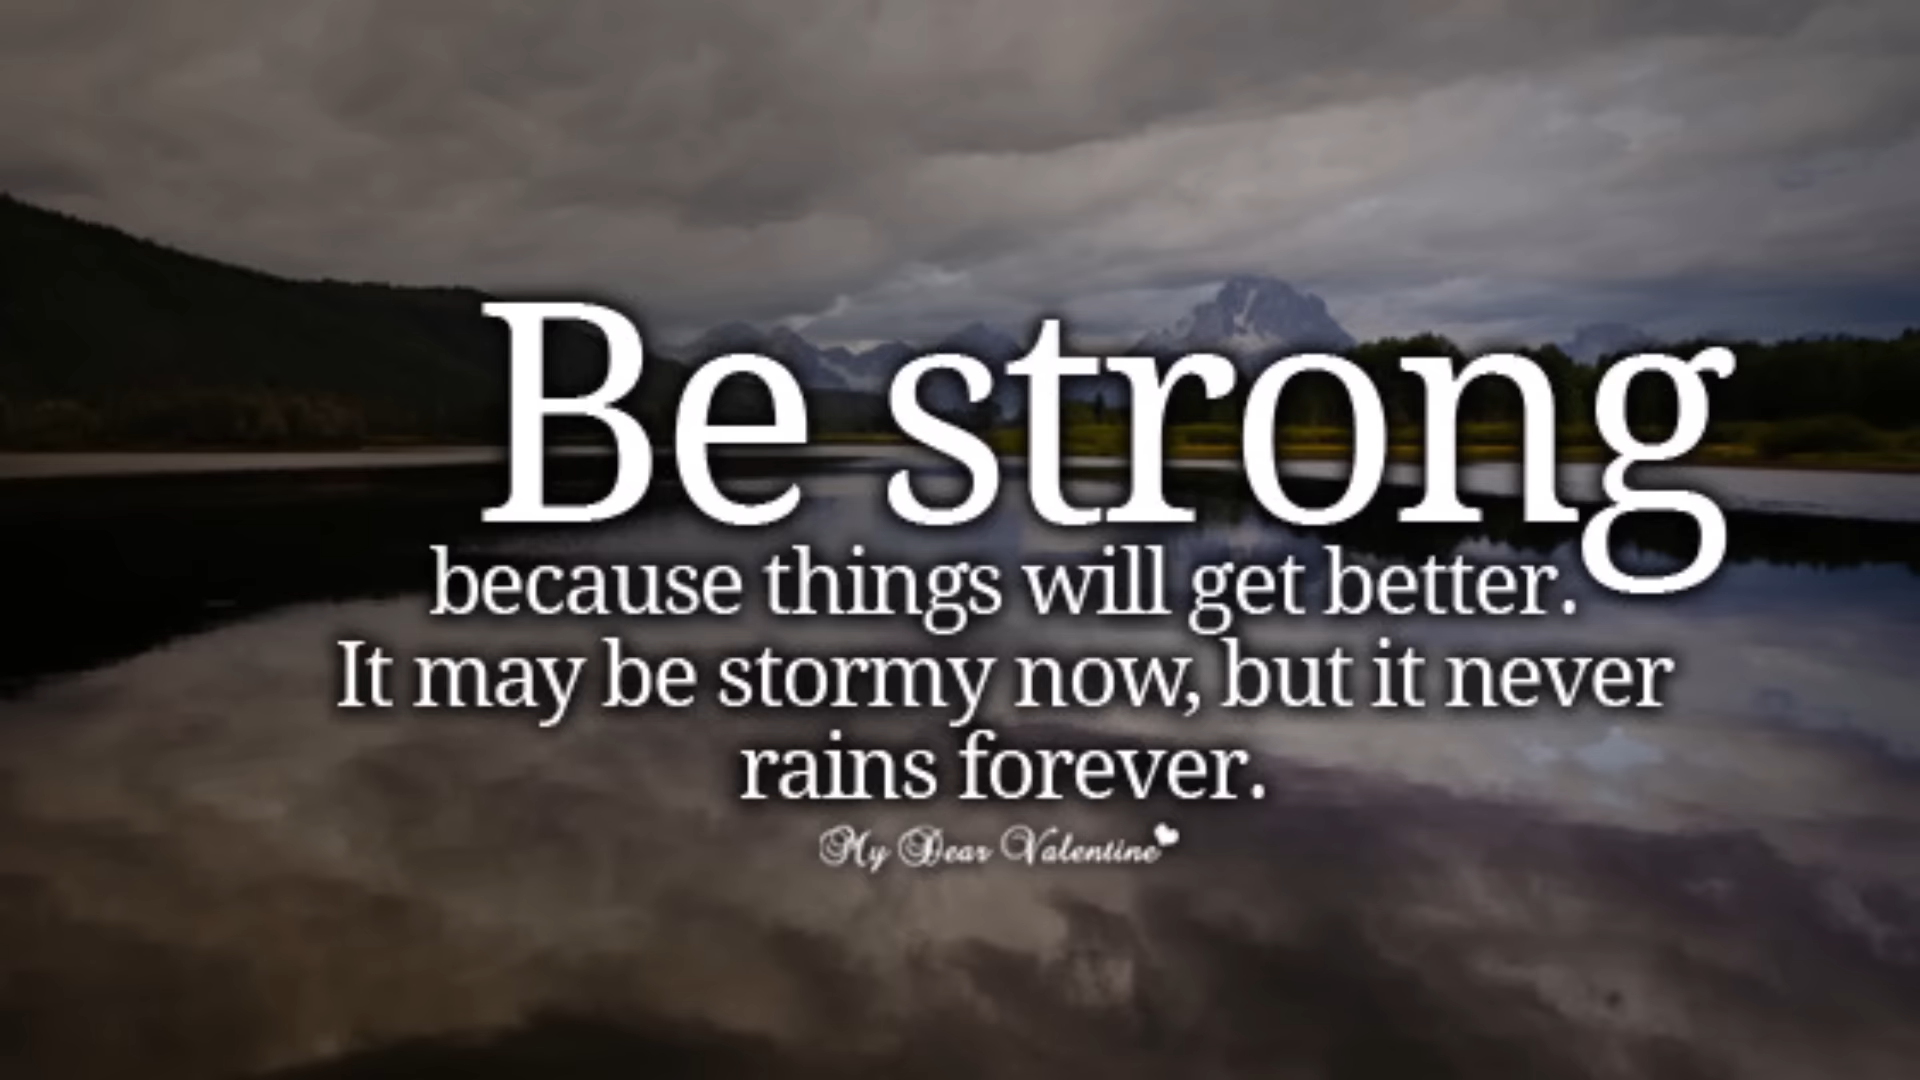 Be strong
because things will get better.
It may be stormy now, but it never
rains forever.
My Dear Valentine